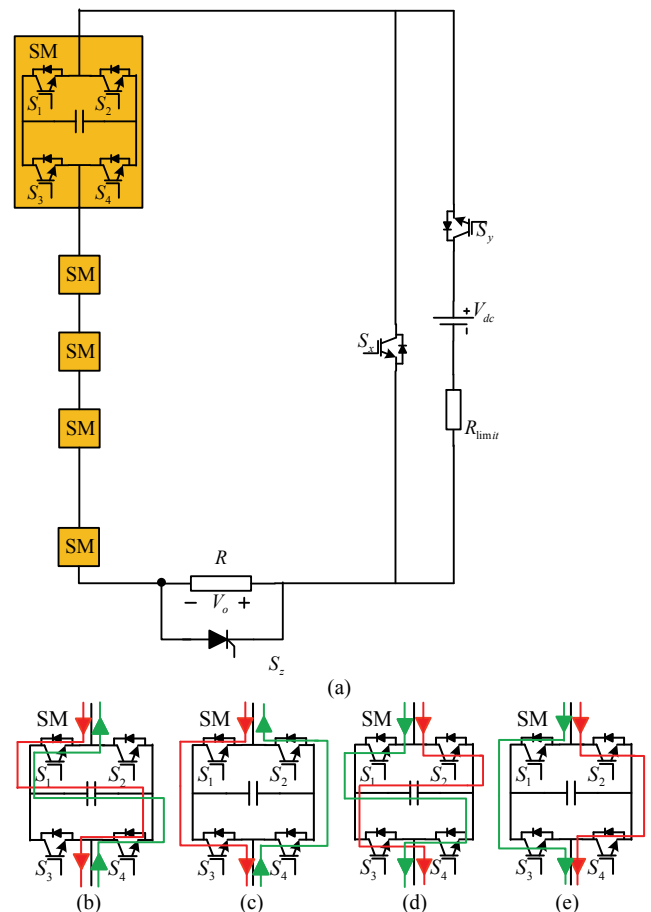 SM
S1 S2
S3 S4
SM
SM
SM
SM
Sx
Sy
+ Vdc
Rlimit
R
− Vo +
Sz
(a)
SM SM SM SM
S1 S2 S1 S2 S1 S2 S1 S2
S3 S4 S3 S4 S3 S4 S3 S4
(b) (c) (d) (e)